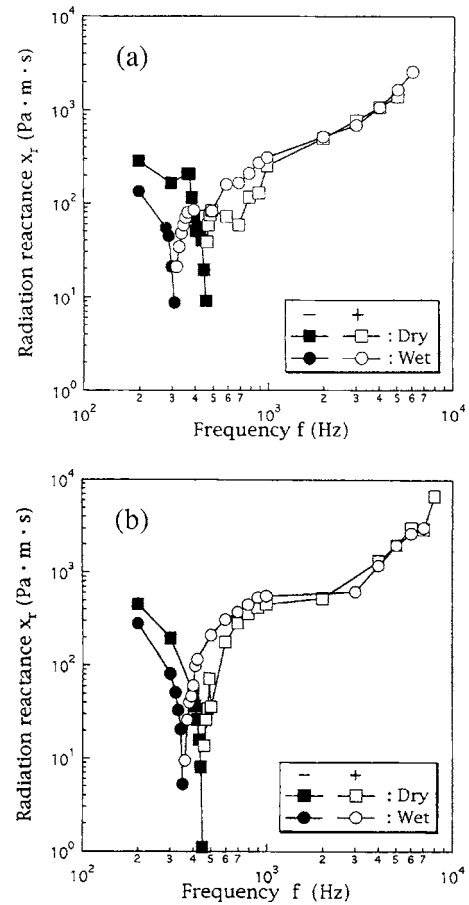 (a)
Radiation reactance x_r (Pa・m・s)
10^4
10^3
10^2
10^1
10^0
− +
: Dry
: Wet
10^2 2 3 4 5 6 7 10^3 2 3 4 5 6 7 10^4
Frequency f (Hz)
(b)
Radiation reactance x_r (Pa・m・s)
10^4
10^3
10^2
10^1
10^0
− +
: Dry
: Wet
10^2 2 3 4 5 6 7 10^3 2 3 4 5 6 7 10^4
Frequency f (Hz)